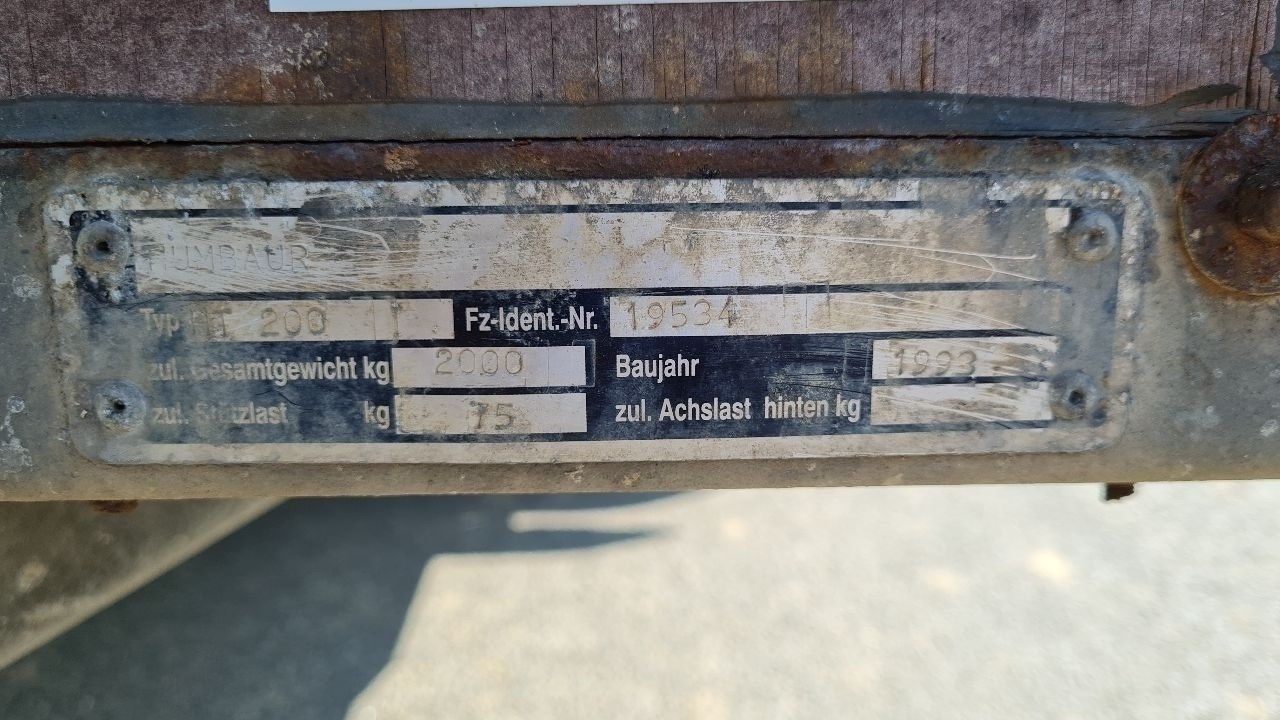 UMBAUR
Typ HT 200 Fz-Ident.-Nr. 19534
zul. Gesamtgewicht kg 2000 Baujahr 1993
zul. Stützlast kg 75 zul. Achslast hinten kg